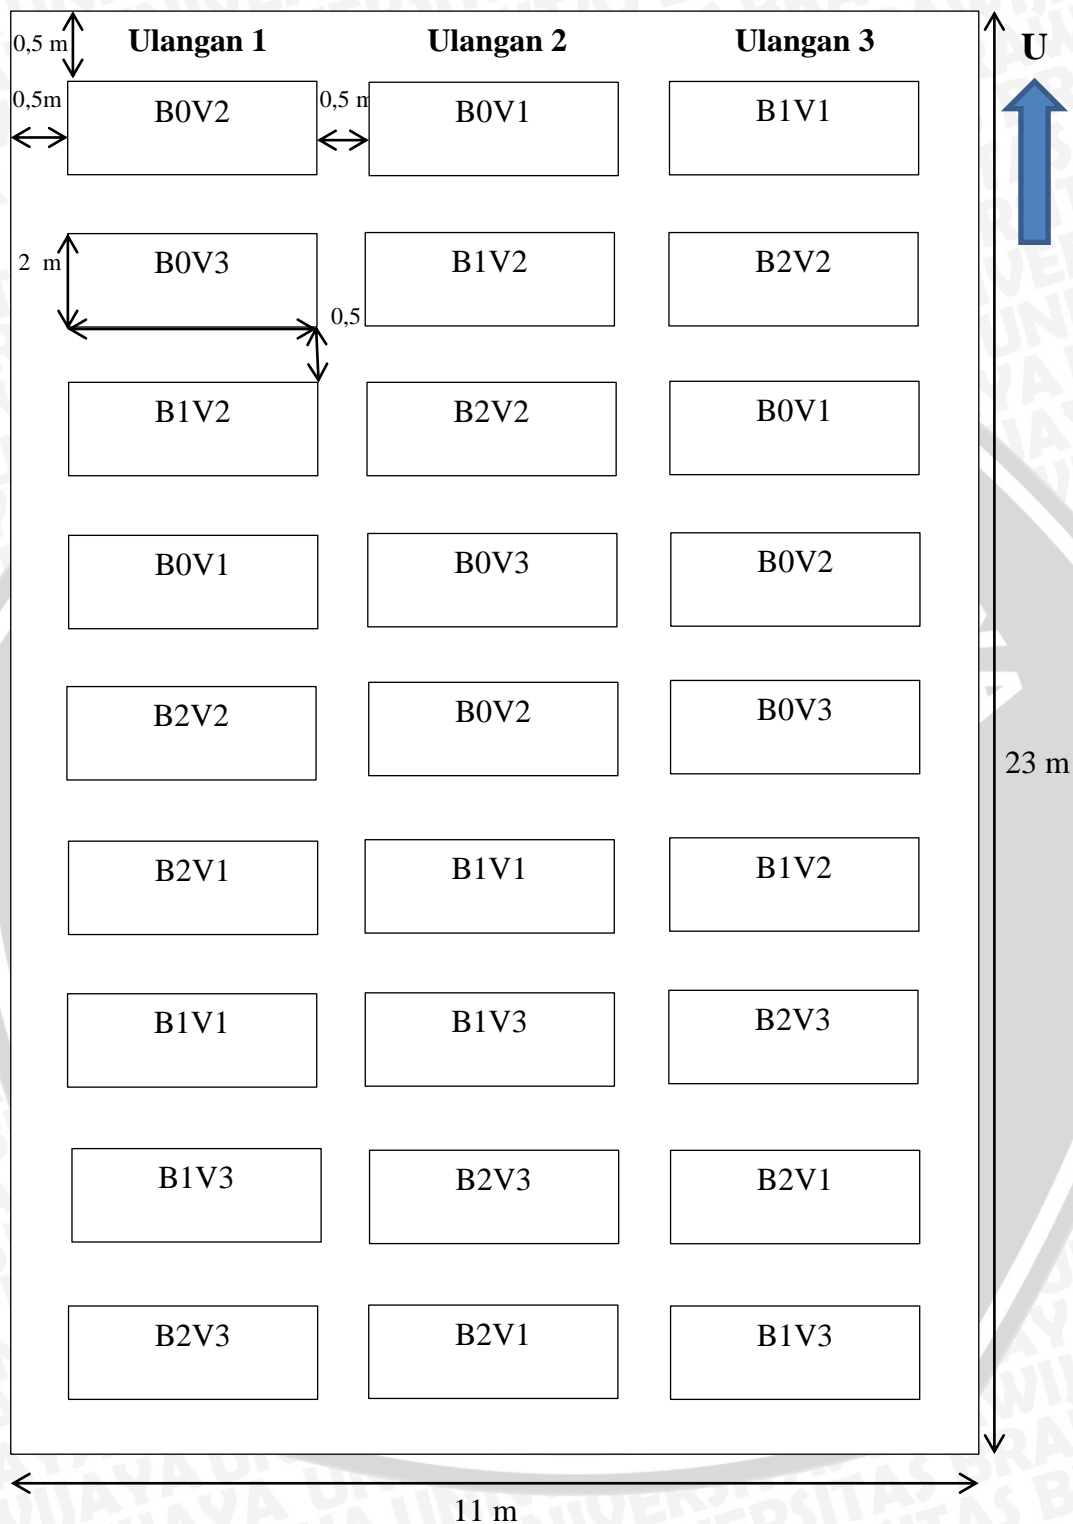 0,5 m
Ulangan 1
Ulangan 2
Ulangan 3
U
0,5m
B0V2
0,5 m
B0V1
B1V1
2 m
B0V3
B1V2
B2V2
0,5
B1V2
B2V2
B0V1
B0V1
B0V3
B0V2
B2V2
B0V2
B0V3
23 m
B2V1
B1V1
B1V2
B1V1
B1V3
B2V3
B1V3
B2V3
B2V1
B2V3
B2V1
B1V3
11 m